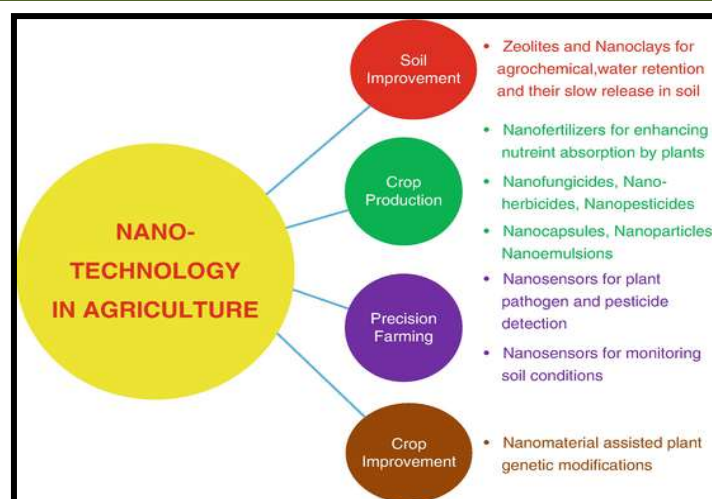 NANO-
TECHNOLOGY
IN AGRICULTURE
Soil
Improvement
• Zeolites and Nanoclays for
agrochemical,water retention
and their slow release in soil
Crop
Production
• Nanofertilizers for enhancing
nutreint absorption by plants
• Nanofungicides, Nano-
herbicides, Nanopesticides
• Nanocapsules, Nanoparticles
Nanoemulsions
Precision
Farming
• Nanosensors for plant
pathogen and pesticide
detection
• Nanosensors for monitoring
soil conditions
Crop
Improvement
• Nanomaterial assisted plant
genetic modifications